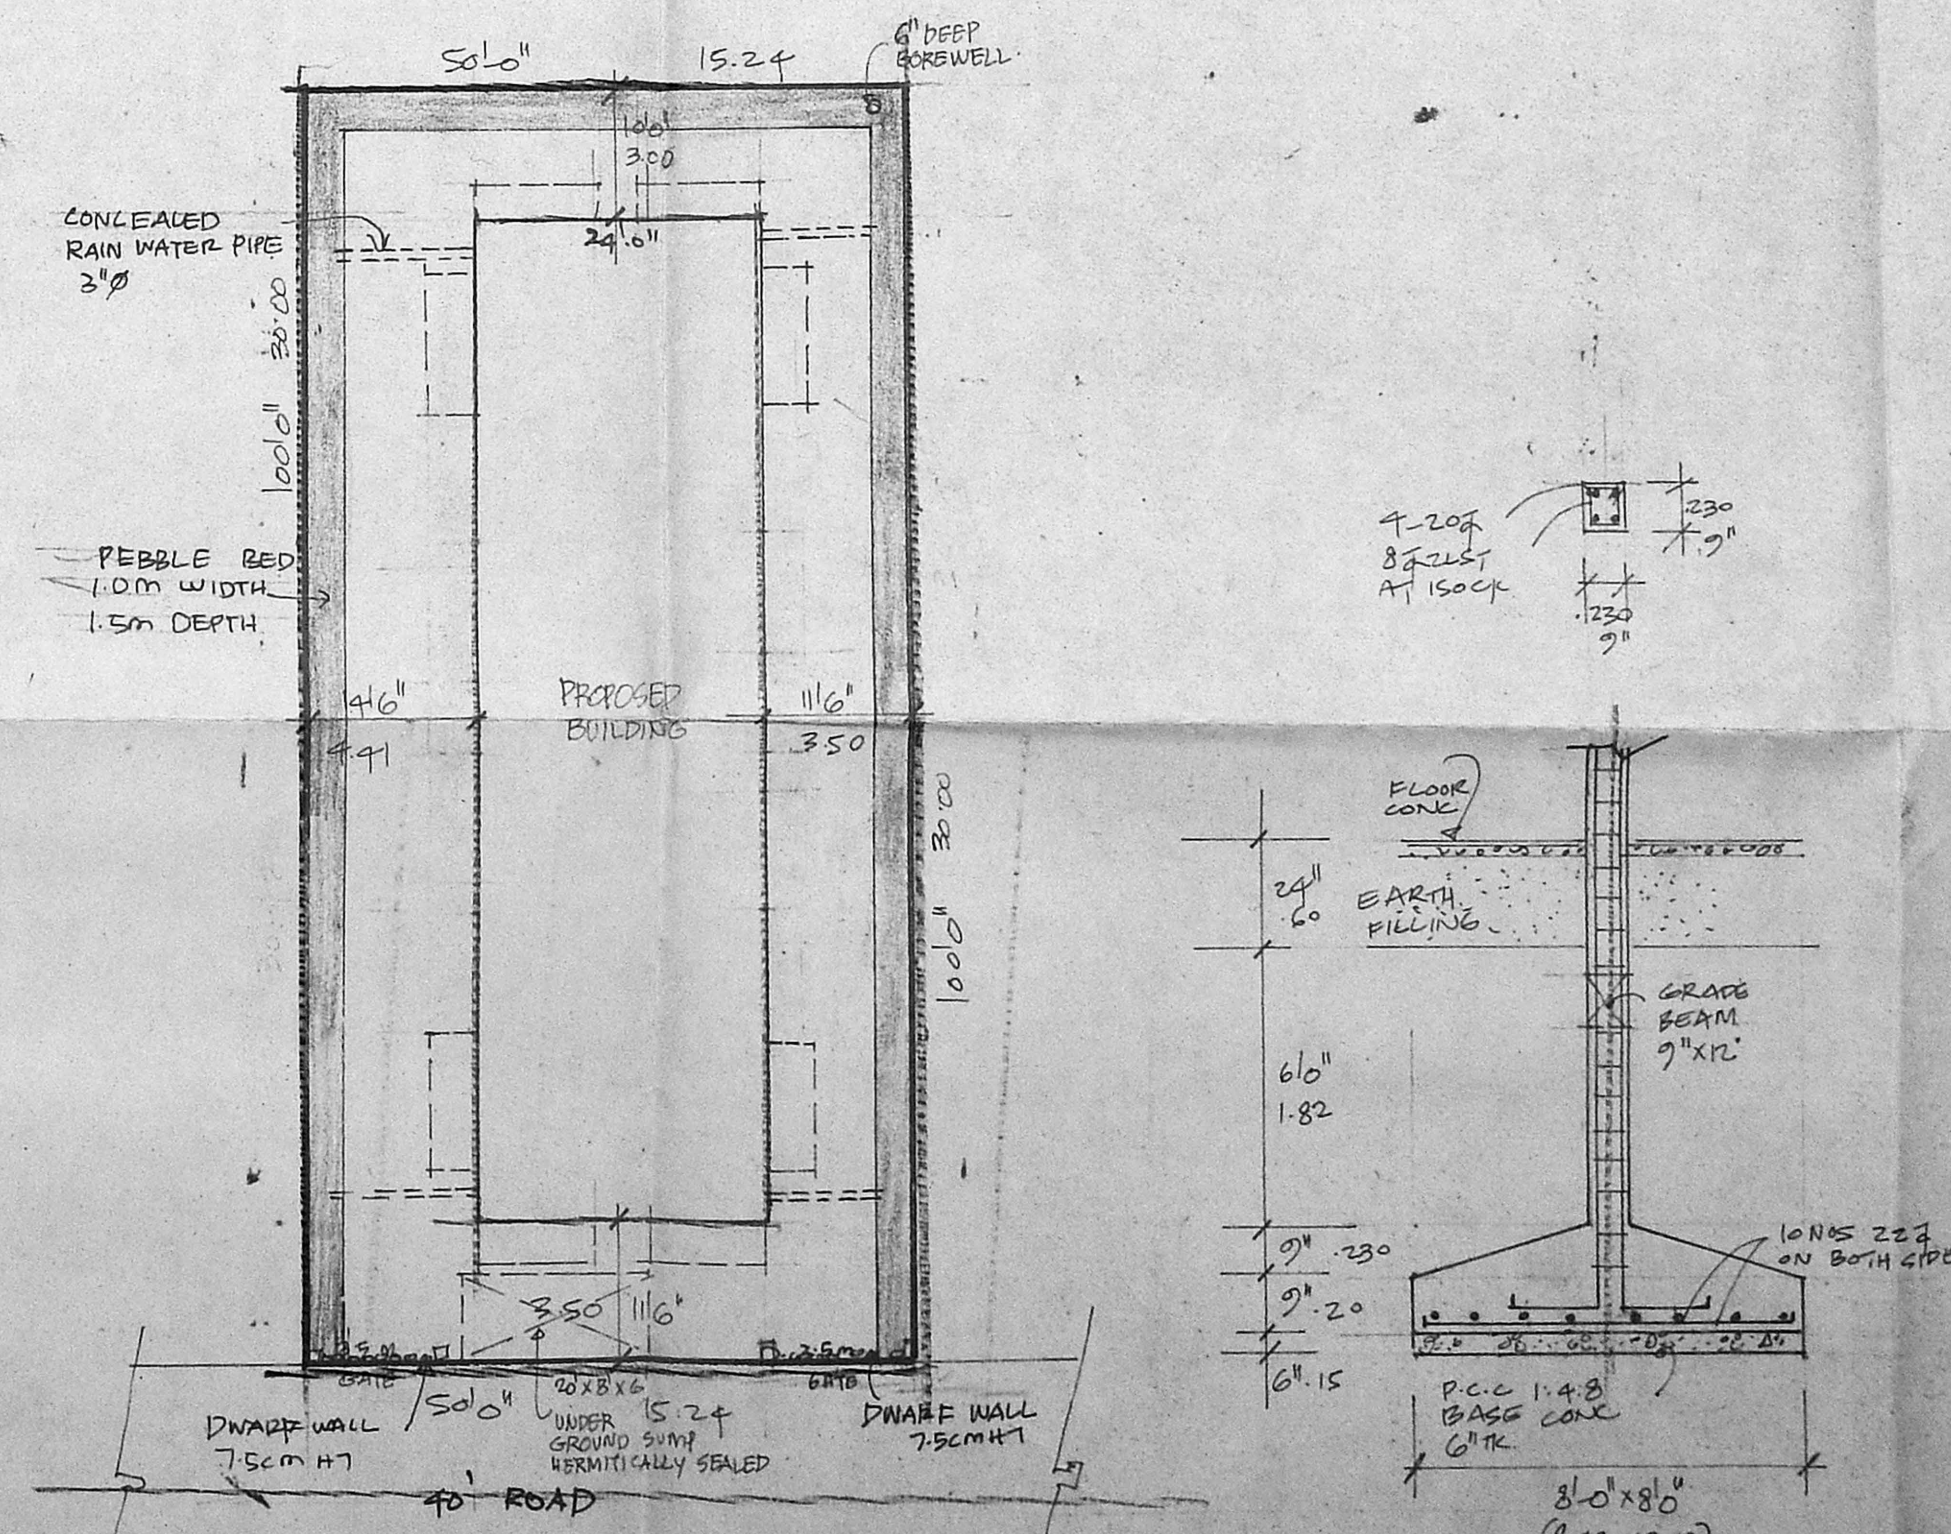 50'-0"
15.24
6" DEEP
BOREWELL.
10'0'
3.00
24'.0"
CONCEALED
RAIN WATER PIPE
3"Ø
30.00
100'0"
PEBBLE BED
1.0M WIDTH
1.5m DEPTH
14'6"
4.41
PROPOSED
BUILDING
11'6"
3.50
30.00
100'0"
3.50
11'6"
GATE
3.5m
GATE
50'0"
20'X8'X6'
15.24
UNDER
GROUND SUMP
HERMITICALLY SEALED
DWARF WALL
7.5CM HT
DWARF WALL
7.5CM HT
40' ROAD
.230
9"
.230
9"
FLOOR
CONC
24"
.60
EARTH
FILLING
GRADE
BEAM
9"X12"
6'0"
1.82
9" .230
9" .20
6" .15
10 NOS 22
ON BOTH SIDE
P.C.C 1:4:8
BASE CONC
6"TK
8'-0"X8'0"